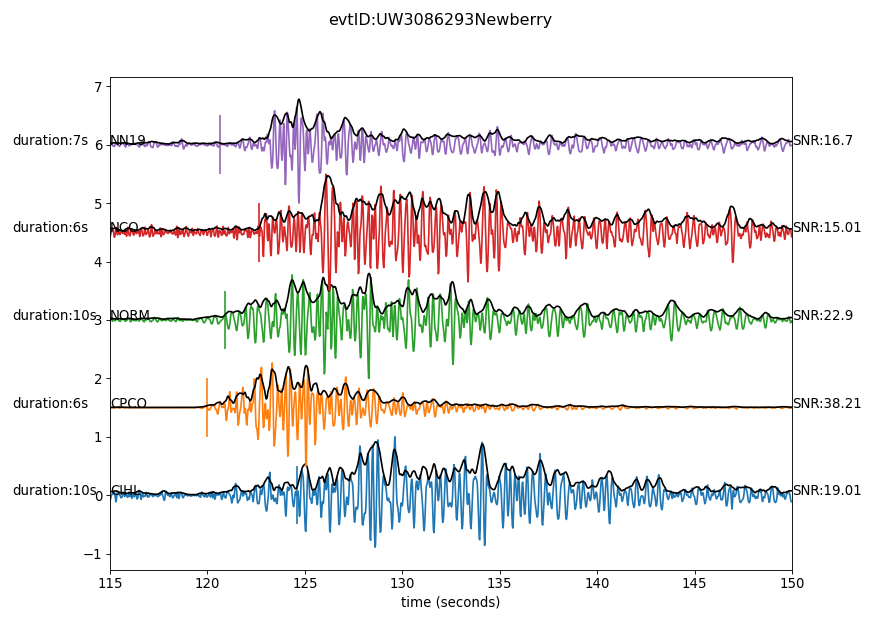 evtID:UW3086293Newberry
7
duration:7s NN19 SNR:16.7
6
5
duration:6s NCO SNR:15.01
4
duration:10s NORM SNR:22.9
3
2
duration:6s CPCO SNR:38.21
1
duration:10s CIHL SNR:19.01
0
−1
115 120 125 130 135 140 145 150
time (seconds)